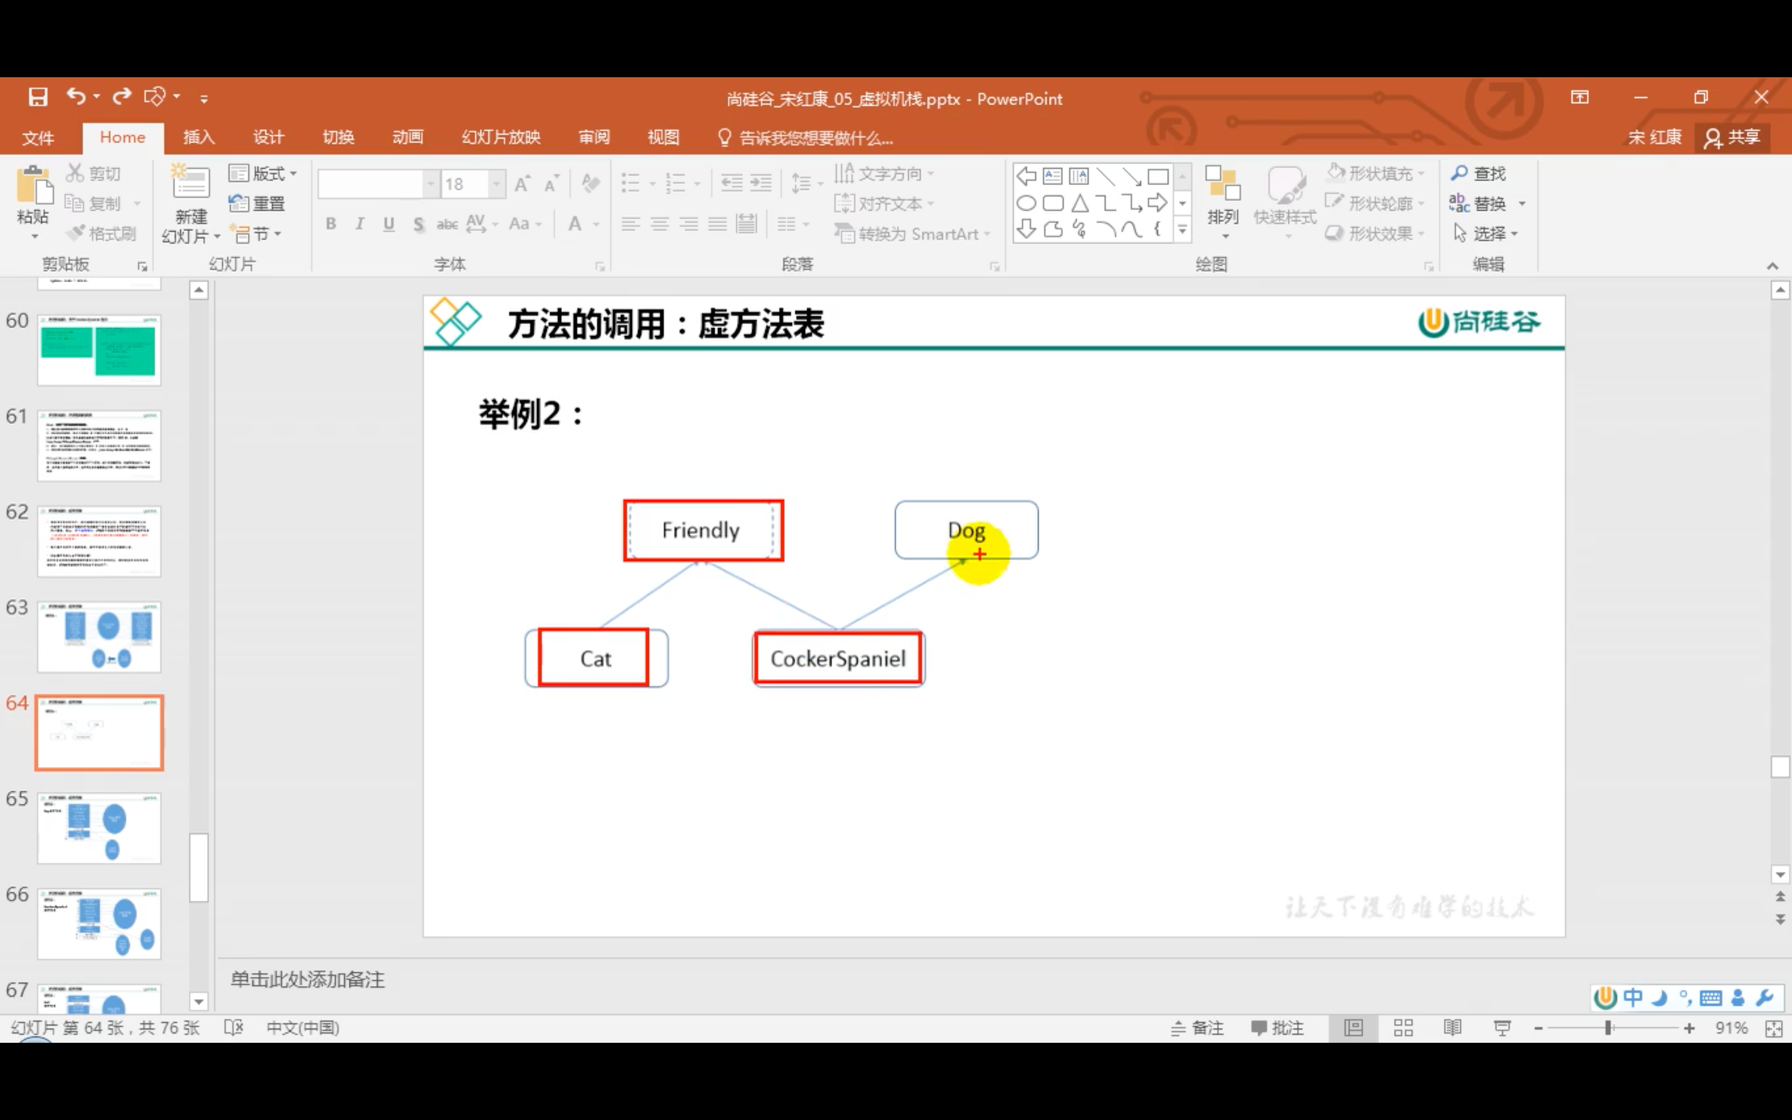 尚硅谷_宋红康_05_虚拟机栈.pptx - PowerPoint
文件 Home 插入 设计 切换 动画 幻灯片放映 审阅 视图 告诉我您想要做什么... 宋 红康 共享
粘贴 剪切 复制 格式刷
新建幻灯片 版式 重置 节
18
B I U S abc AV Aa A
文字方向 对齐文本 转换为 SmartArt
排列 快速样式 形状填充 形状轮廓 形状效果
查找 替换 选择
剪贴板 幻灯片 字体 段落 绘图 编辑
60
61
62
63
64
65
66
67
方法的调用：虚方法表
尚硅谷
举例2：
Friendly Dog
Cat CockerSpaniel
让天下没有难学的技术
单击此处添加备注
中
幻灯片 第 64 张，共 76 张 中文(中国) 备注 批注 91%